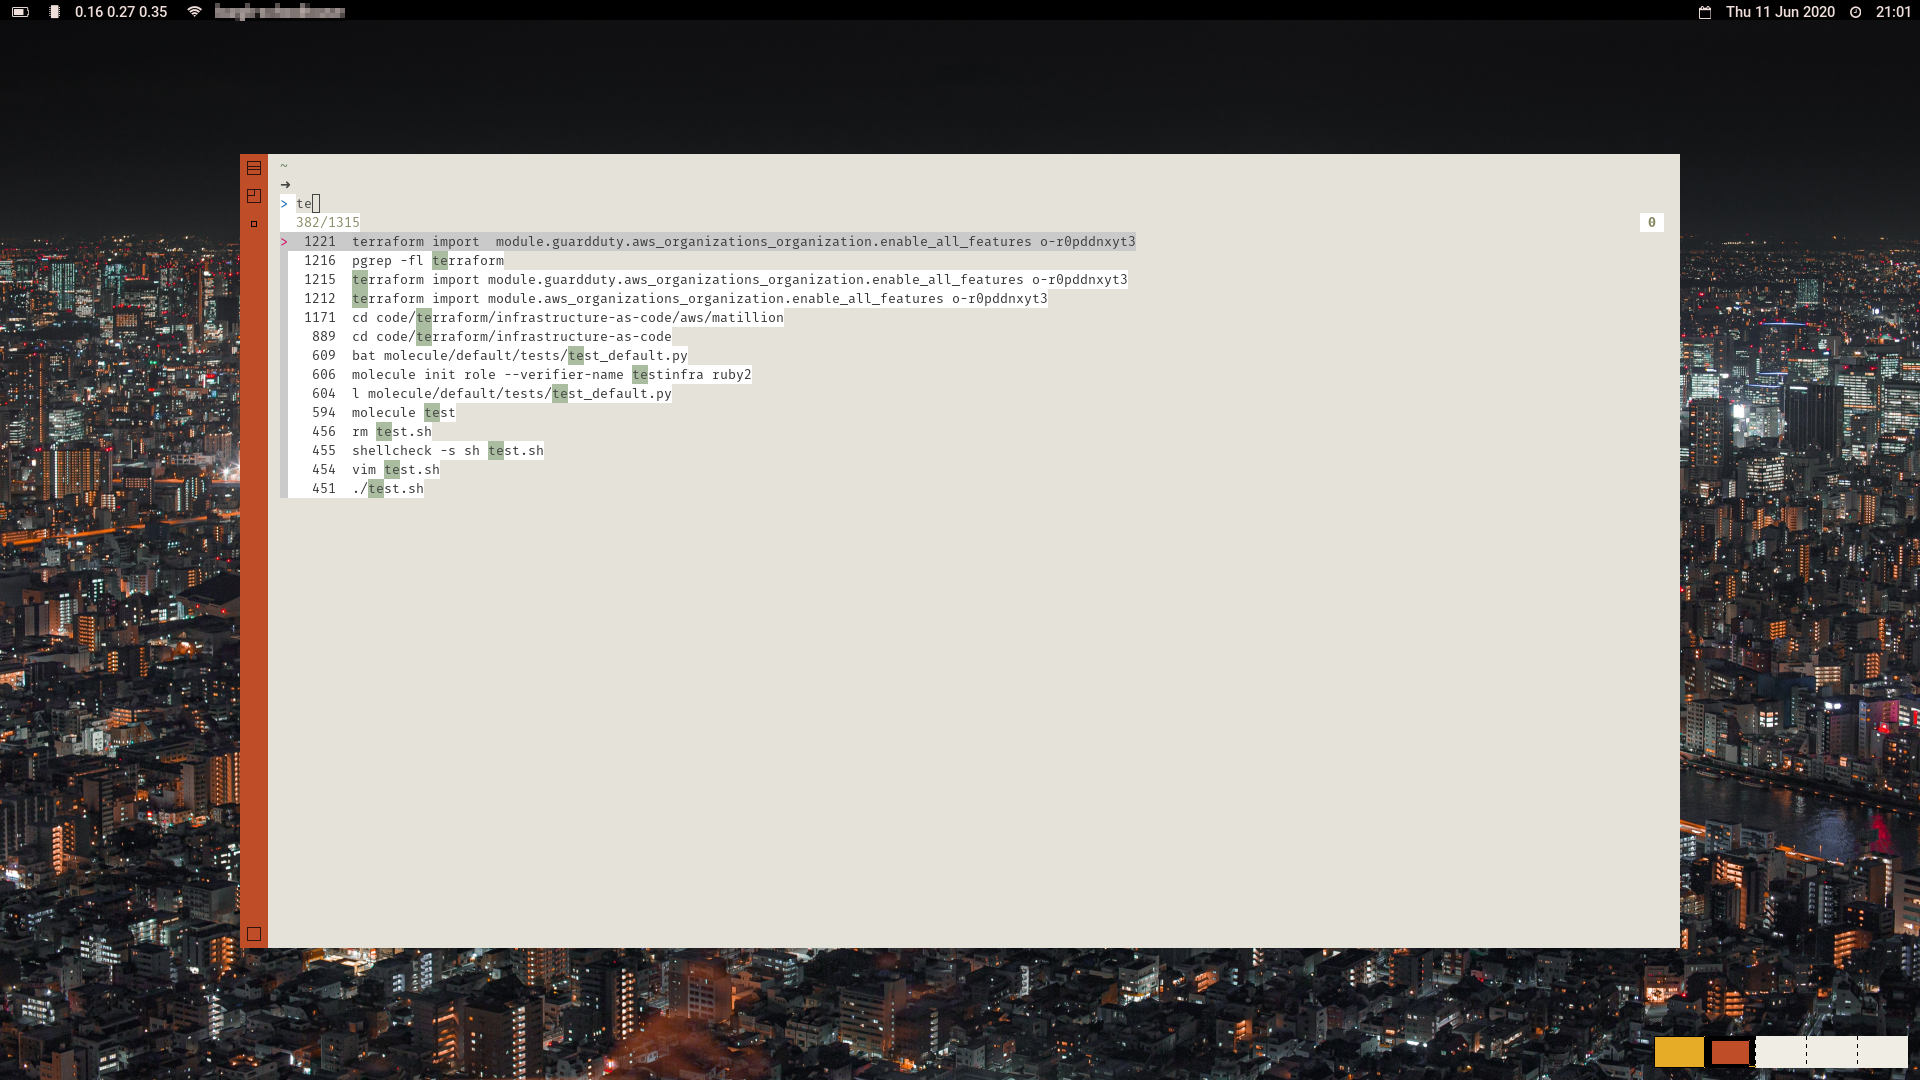 0.16 0.27 0.35
Thu 11 Jun 2020 21:01
~
➜
> te
382/1315 0
> 1221 terraform import  module.guardduty.aws_organizations_organization.enable_all_features o-r0pddnxyt3
1216 pgrep -fl terraform
1215 terraform import module.guardduty.aws_organizations_organization.enable_all_features o-r0pddnxyt3
1212 terraform import module.aws_organizations_organization.enable_all_features o-r0pddnxyt3
1171 cd code/terraform/infrastructure-as-code/aws/matillion
889 cd code/terraform/infrastructure-as-code
609 bat molecule/default/tests/test_default.py
606 molecule init role --verifier-name testinfra ruby2
604 l molecule/default/tests/test_default.py
594 molecule test
456 rm test.sh
455 shellcheck -s sh test.sh
454 vim test.sh
451 ./test.sh